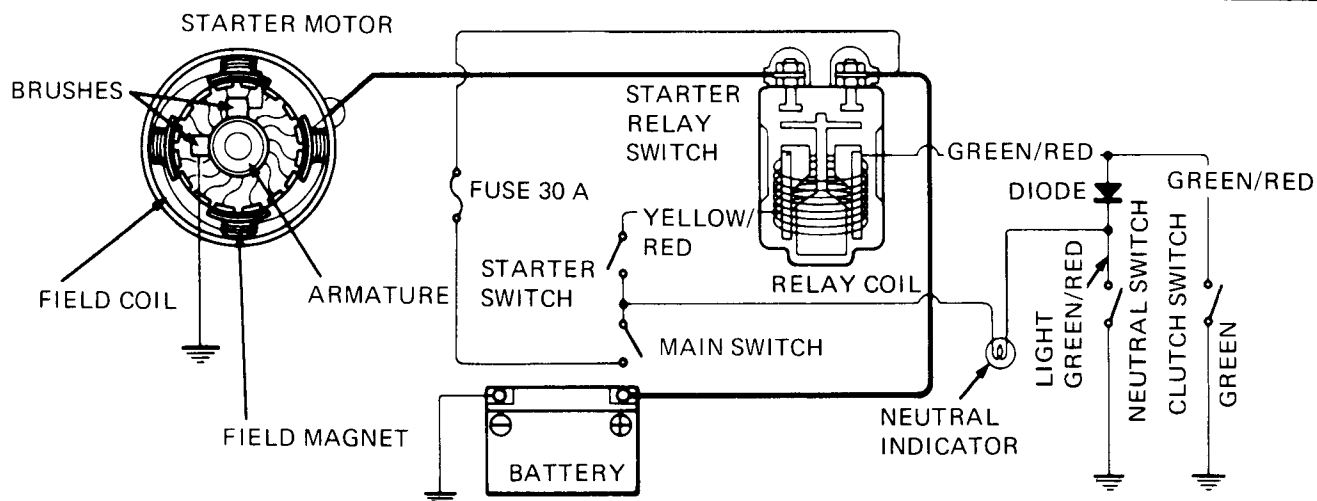 STARTER MOTOR
BRUSHES
STARTER
RELAY
SWITCH
GREEN/RED
GREEN/RED
DIODE
FUSE 30 A
YELLOW/
RED
STARTER
SWITCH
RELAY COIL
FIELD COIL
ARMATURE
MAIN SWITCH
LIGHT
GREEN/RED
NEUTRAL SWITCH
CLUTCH SWITCH
GREEN
NEUTRAL
INDICATOR
FIELD MAGNET
BATTERY